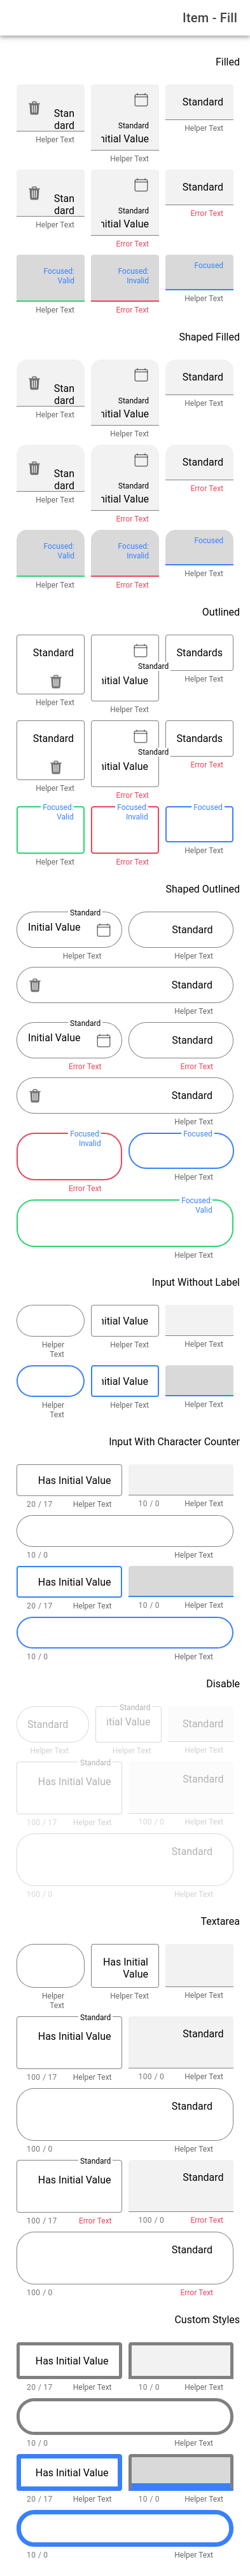 Item - Fill
Filled
Stan
dard
Helper Text
Standard
nitial Value
Helper Text
Standard
Helper Text
Stan
dard
Helper Text
Standard
nitial Value
Error Text
Standard
Error Text
Focused:
Valid
Helper Text
Focused:
Invalid
Error Text
Focused
Helper Text
Shaped Filled
Stan
dard
Helper Text
Standard
nitial Value
Helper Text
Standard
Helper Text
Stan
dard
Helper Text
Standard
nitial Value
Error Text
Standard
Error Text
Focused:
Valid
Helper Text
Focused:
Invalid
Error Text
Focused
Helper Text
Outlined
Standard
Helper Text
Standard
nitial Value
Helper Text
Standards
Helper Text
Standard
Helper Text
Standard
nitial Value
Error Text
Standards
Error Text
Focused:
Valid
Helper Text
Focused:
Invalid
Error Text
Focused
Helper Text
Shaped Outlined
Standard
Initial Value
Helper Text
Standard
Helper Text
Standard
Helper Text
Standard
Initial Value
Error Text
Standard
Error Text
Standard
Helper Text
Focused:
Invalid
Error Text
Focused
Helper Text
Focused:
Valid
Helper Text
Input Without Label
Helper
Text
nitial Value
Helper Text
Helper Text
Helper
Text
nitial Value
Helper Text
Helper Text
Input With Character Counter
Has Initial Value
20 / 17 Helper Text
10 / 0 Helper Text
10 / 0 Helper Text
Has Initial Value
20 / 17 Helper Text
10 / 0 Helper Text
10 / 0 Helper Text
Disable
Standard
Helper Text
Standard
itial Value
Helper Text
Standard
Helper Text
Standard
Has Initial Value
100 / 17 Helper Text
Standard
100 / 0 Helper Text
Standard
100 / 0 Helper Text
Textarea
Helper
Text
Has Initial
Value
Helper Text
Helper Text
Standard
Has Initial Value
100 / 17 Helper Text
Standard
100 / 0 Helper Text
Standard
100 / 0 Helper Text
Standard
Has Initial Value
100 / 17 Error Text
Standard
100 / 0 Error Text
Standard
100 / 0 Error Text
Custom Styles
Has Initial Value
20 / 17 Helper Text
10 / 0 Helper Text
10 / 0 Helper Text
Has Initial Value
20 / 17 Helper Text
10 / 0 Helper Text
10 / 0 Helper Text